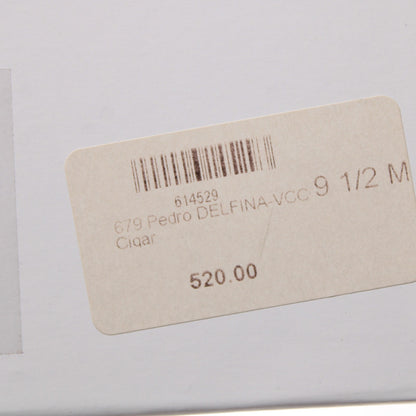 614529
679 Pedro DELFINA-VCC 9 1/2 M
Cigar
520.00